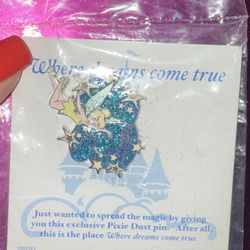 Where dreams come true
Just wanted to spread the magic by giving
you this exclusive Pixie Dust pin. After all,
this is the place Where dreams come true.